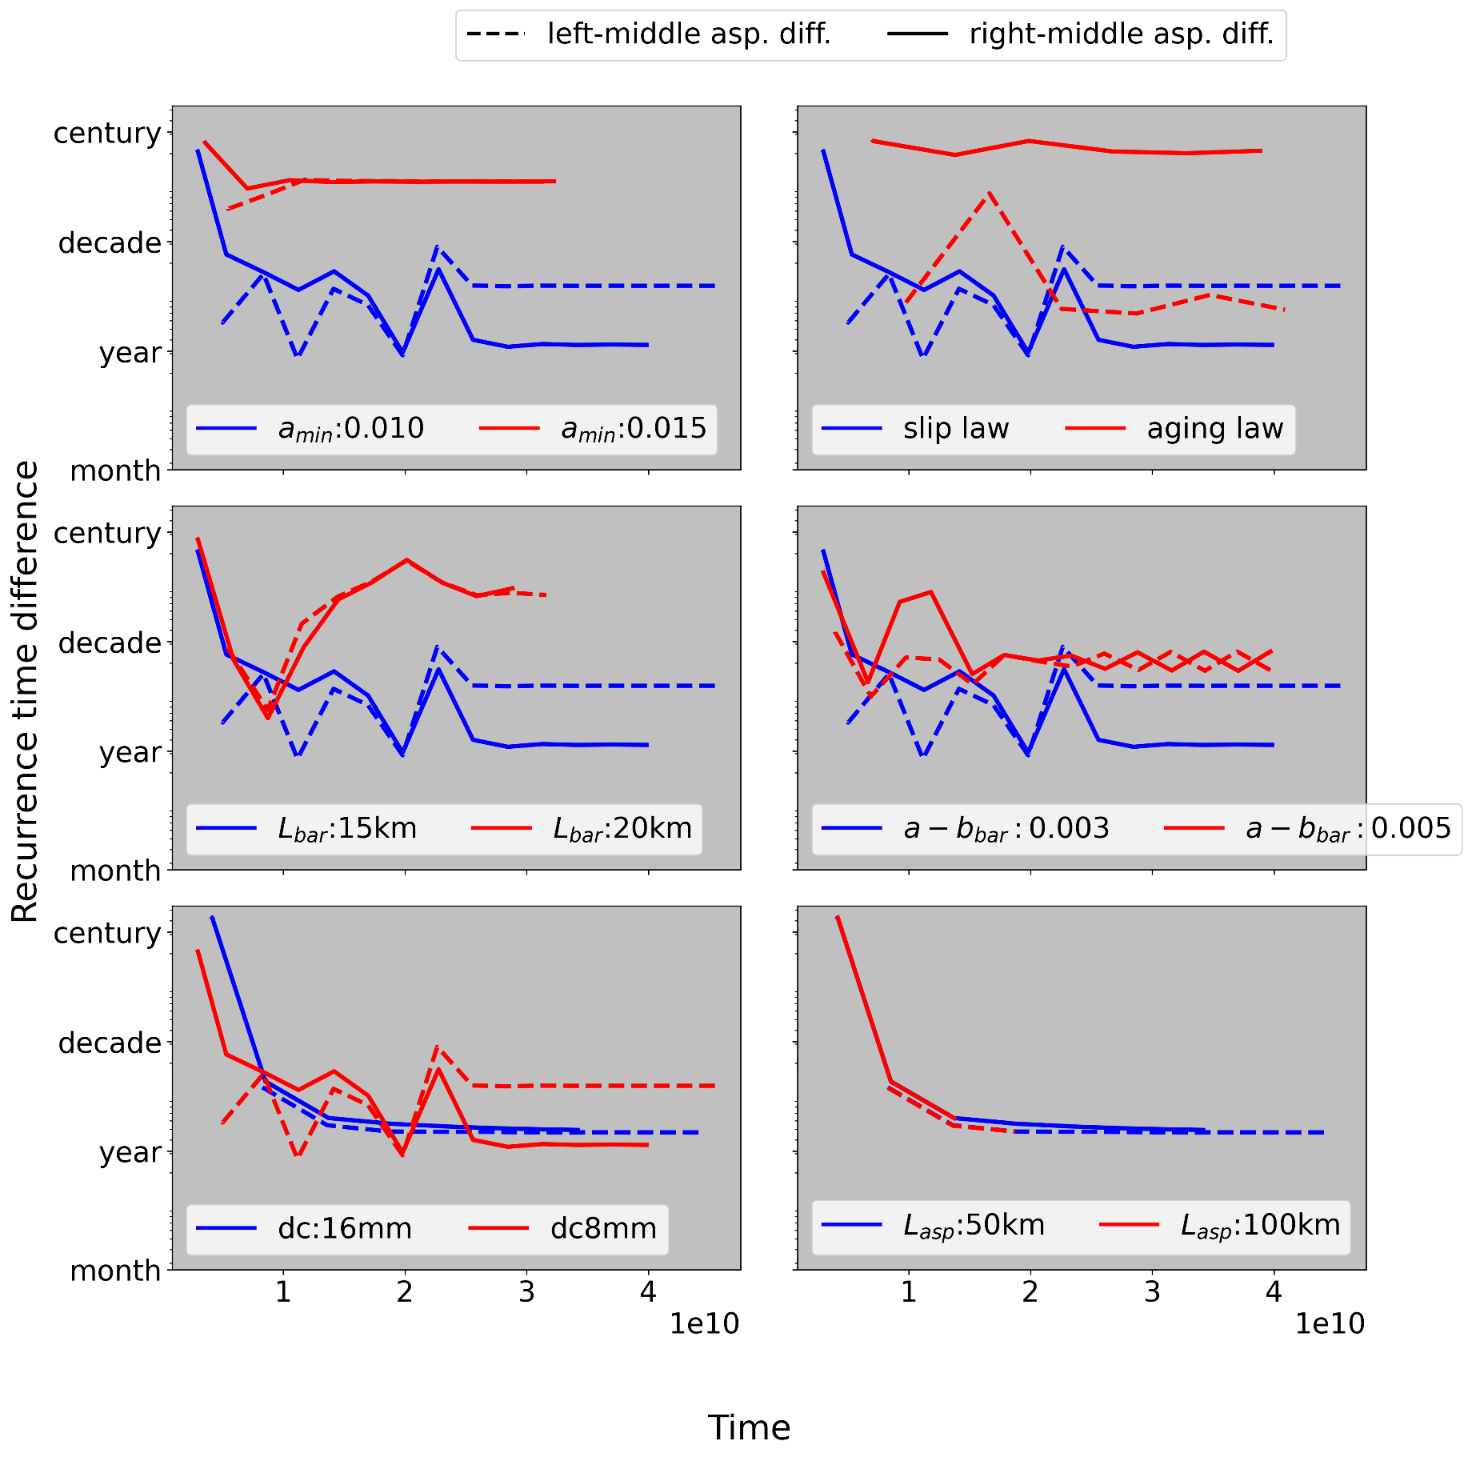 left-middle asp. diff. right-middle asp. diff.
century
decade
year
month
a_min:0.010 a_min:0.015
slip law aging law
Recurrence time difference
century
decade
year
month
L_bar:15km L_bar:20km
a − b_bar : 0.003 a − b_bar : 0.005
century
decade
year
month
dc:16mm dc8mm
L_asp:50km L_asp:100km
1 2 3 4
1e10
1 2 3 4
1e10
Time